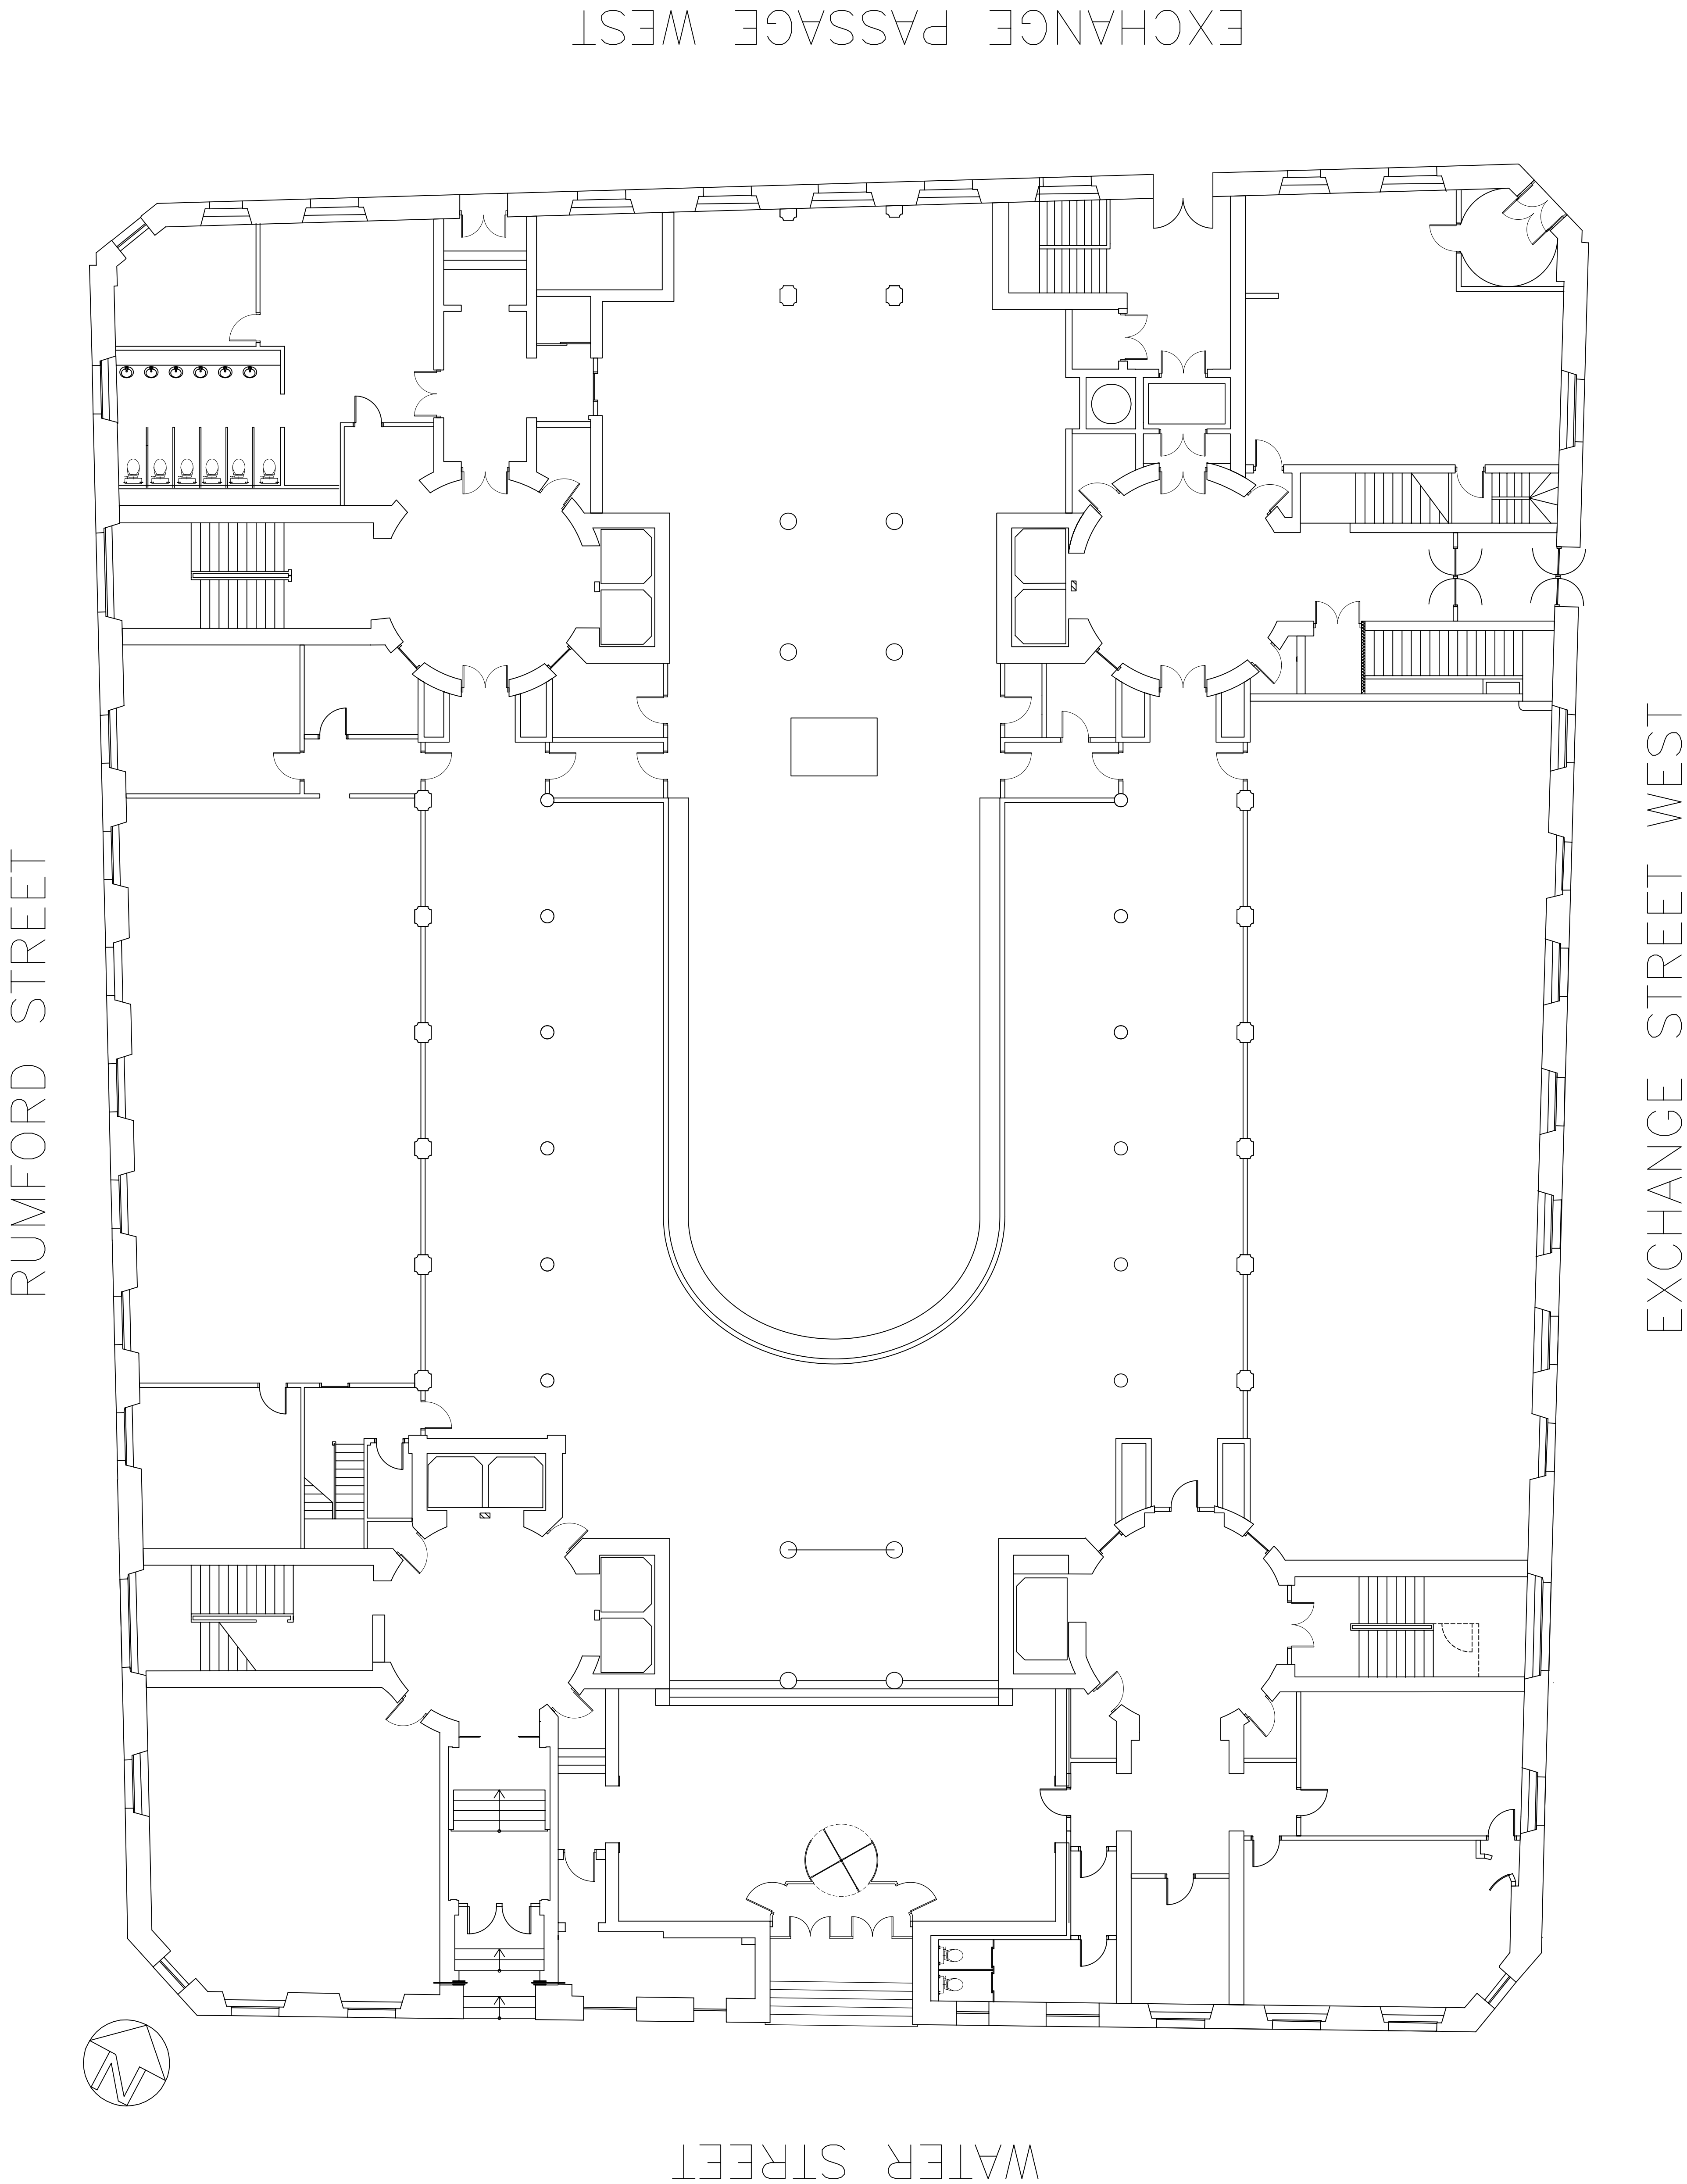 EXCHANGE PASSAGE WEST
RUMFORD STREET
EXCHANGE STREET WEST
N
WATER STREET